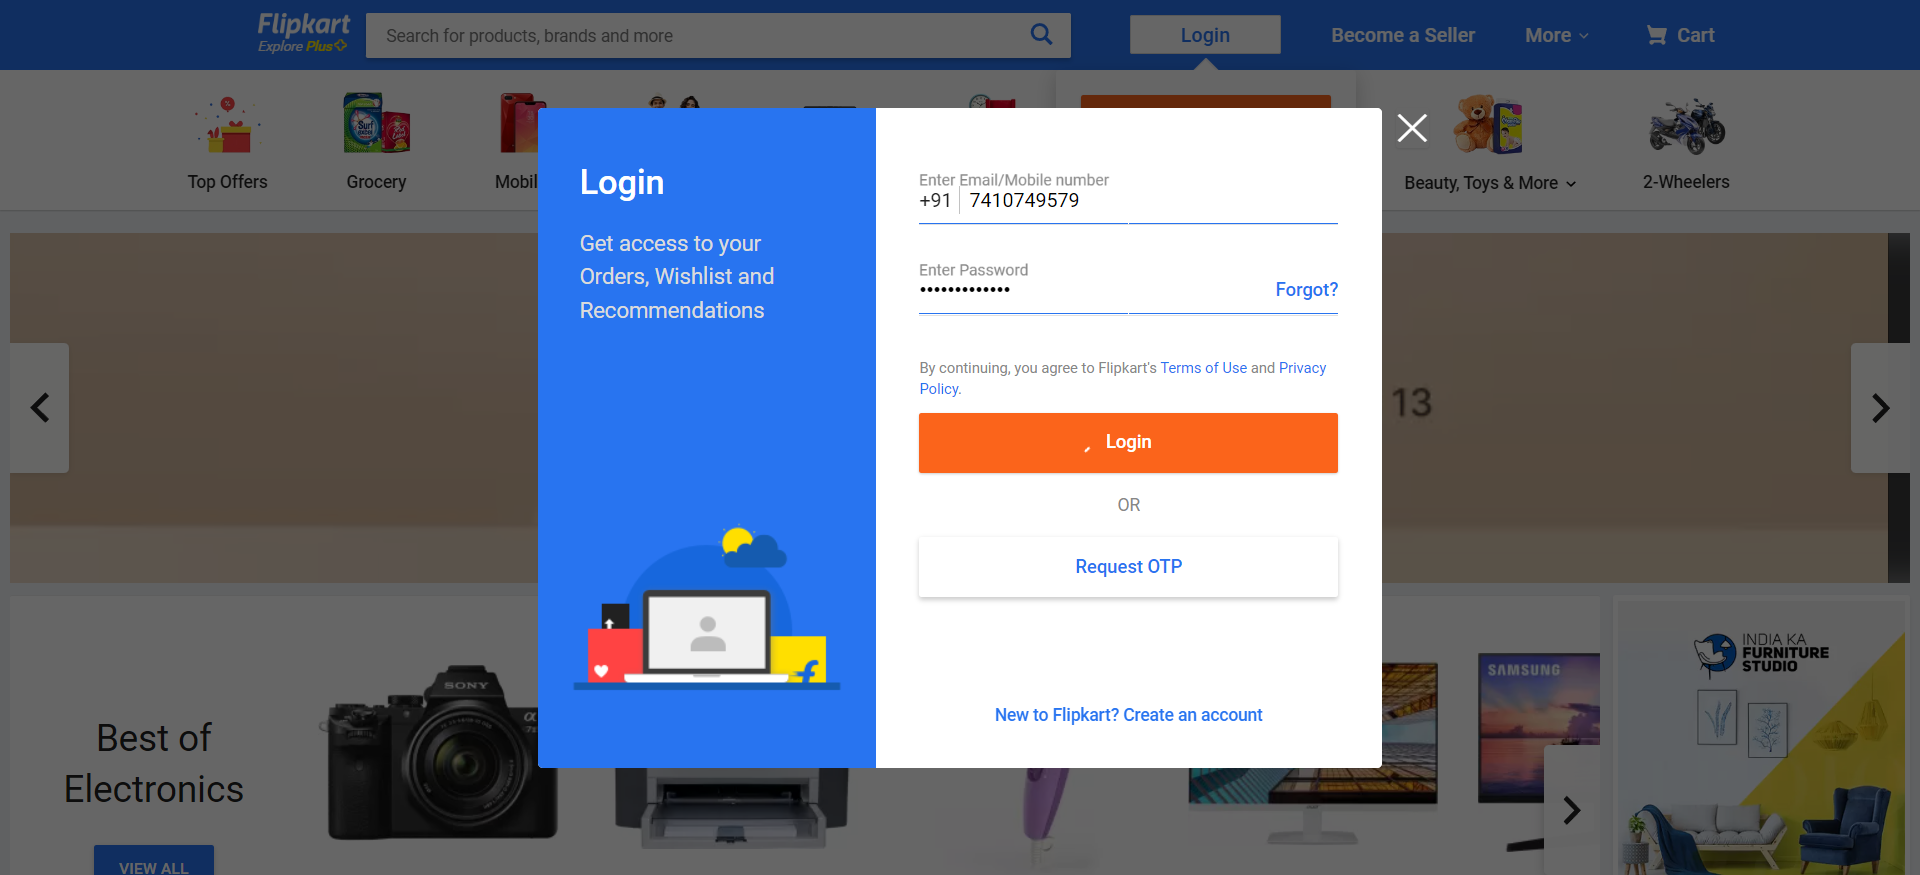 Flipkart
Explore Plus
Search for products, brands and more
Login
Become a Seller
More
Cart
Top Offers
Grocery
Mobil
Beauty, Toys & More
2-Wheelers
Surf
excel
Login
Get access to your
Orders, Wishlist and
Recommendations
Enter Email/Mobile number
+91 7410749579
Enter Password
Forgot?
By continuing, you agree to Flipkart's Terms of Use and Privacy
Policy.
Login
OR
Request OTP
New to Flipkart? Create an account
13
Best of
Electronics
VIEW ALL
SONY
SAMSUNG
INDIA KA
FURNITURE
STUDIO